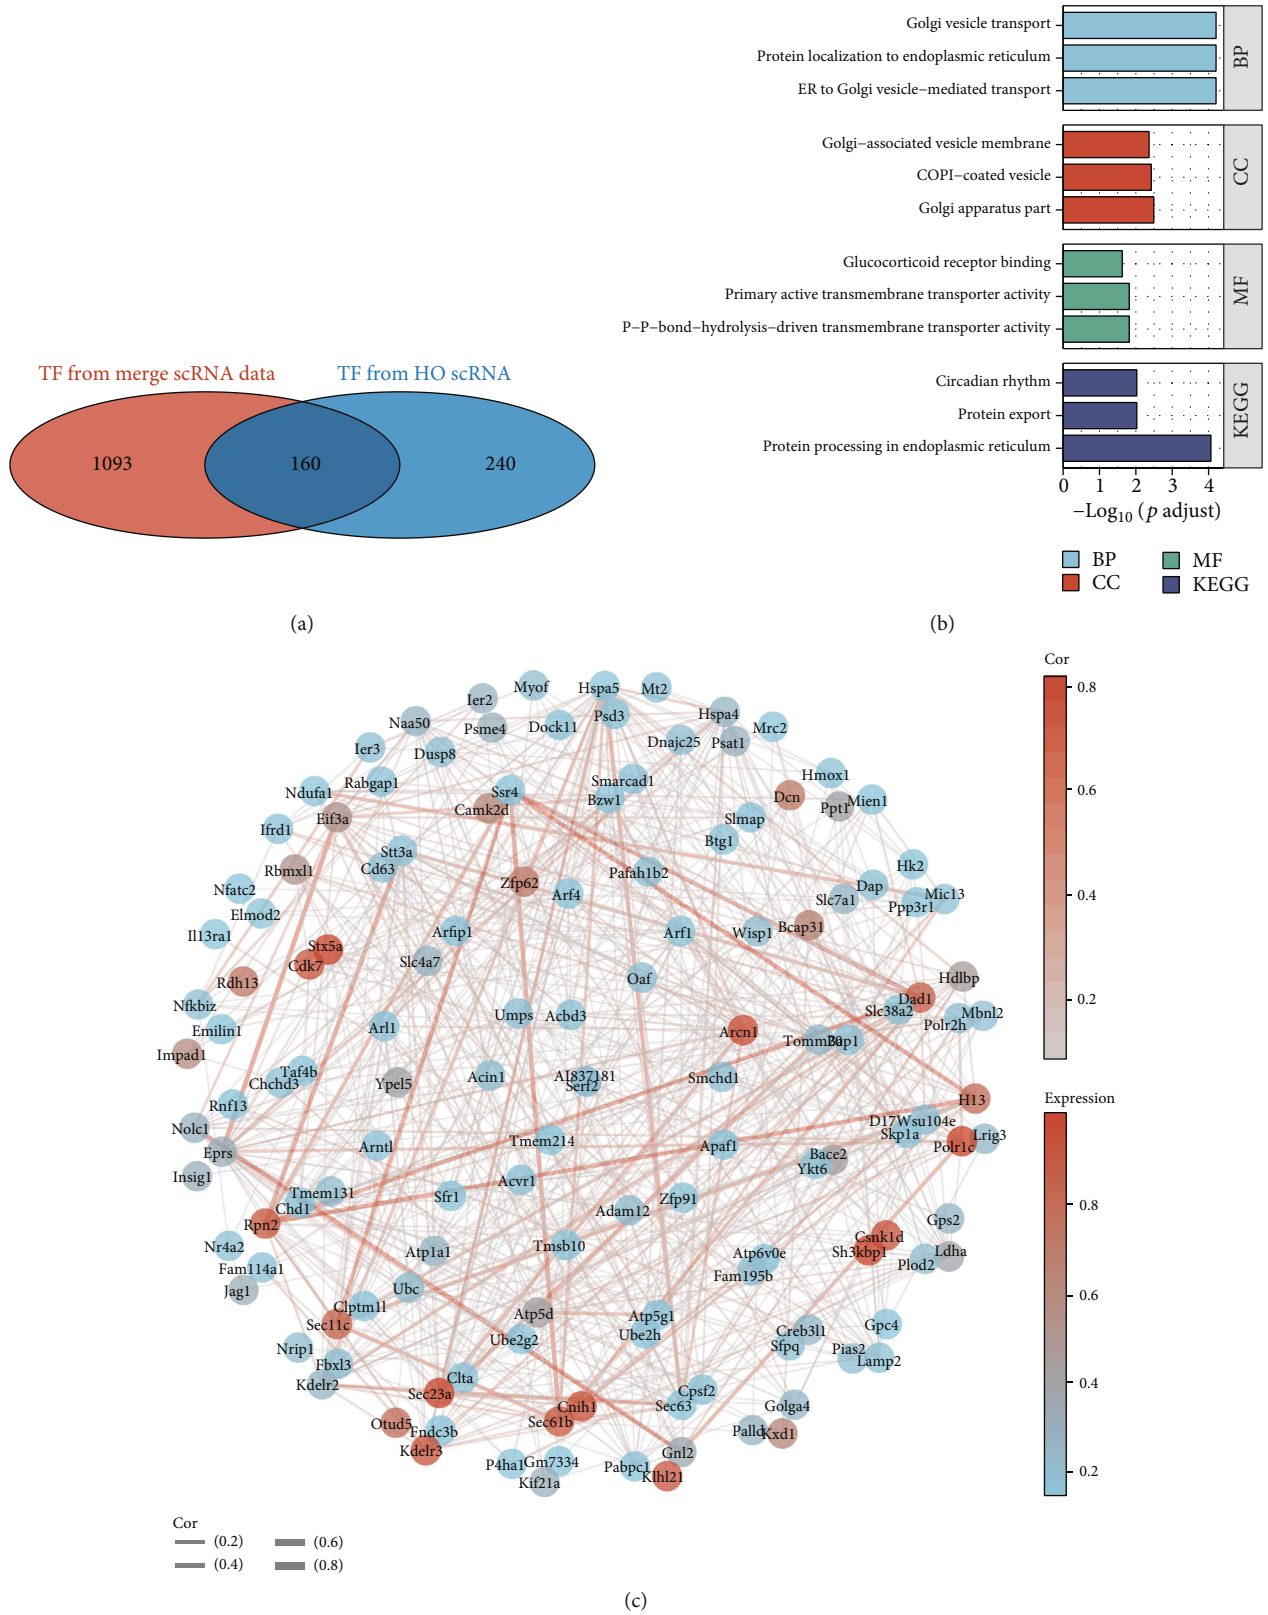 Golgi vesicle transport
Protein localization to endoplasmic reticulum
ER to Golgi vesicle−mediated transport
BP
Golgi−associated vesicle membrane
COPI−coated vesicle
Golgi apparatus part
CC
Glucocorticoid receptor binding
Primary active transmembrane transporter activity
P−P−bond−hydrolysis−driven transmembrane transporter activity
MF
Circadian rhythm
Protein export
Protein processing in endoplasmic reticulum
KEGG
0 1 2 3 4
−Log10 (p adjust)
BP MF
CC KEGG
TF from merge scRNA data TF from HO scRNA
1093 160 240
(a) (b)
Myof Hspa5 Mt2
Ier2
Naa50 Psme4 Dock11 Psd3 Hspa4 Mrc2
Ier3 Dusp8 Dnajc25 Psat1
Ndufa1 Rabgap1 Ssr4 Smarcad1 Hmox1
Camk2d Bzw1 Dcn Ppt1 Mien1
Ifrd1 Eif3a Slmap
Stt3a Btg1
Rbmxl1 Cd63 Zfp62 Pafah1b2 Hk2
Nfatc2 Arf4 Dap Mic13
Elmod2 Slc7a1 Ppp3r1
Il13ra1 Arfip1 Arf1 Wisp1 Bcap31
Stx5a
Cdk7 Slc4a7
Rdh13 Oaf Hdlbp
Nfkbiz Dad1
Emilin1 Arl1 Umps Acbd3 Slc38a2 Mbnl2
Arcn1 Polr2h
Impad1 Tomm20 Bap1
Taf4b
Chchd3 Ypel5 Acin1 AI837181 Smchd1
Serf2
Rnf13 H13
Nolc1 D17Wsu104e
Skp1a
Eprs Arntl Tmem214 Apaf1 Polr1c Lrig3
Bace2
Insig1 Ykt6
Tmem131 Sfr1 Acvr1 Zfp91
Chd1 Adam12
Rpn2 Gps2
Nr4a2 Atp1a1 Tmsb10 Csnk1d
Fam114a1 Atp6v0e Sh3kbp1 Ldha
Jag1 Ubc Fam195b Plod2
Clptm1l Atp5d Atp5g1
Sec11c Ube2g2 Ube2h Creb3l1 Gpc4
Nrip1 Sfpq Pias2 Lamp2
Fbxl3
Kdelr2 Clta Cpsf2
Sec23a Cnih1 Sec63 Golga4
Otud5 Fndc3b Sec61b Palld Kxd1
Kdelr3 Gnl2
P4ha1 Gm7334 Pabpc1
Kif21a Klhl21
Cor
0.8
0.6
0.4
0.2
Expression
0.8
0.6
0.4
0.2
Cor
(0.2) (0.6)
(0.4) (0.8)
(c)